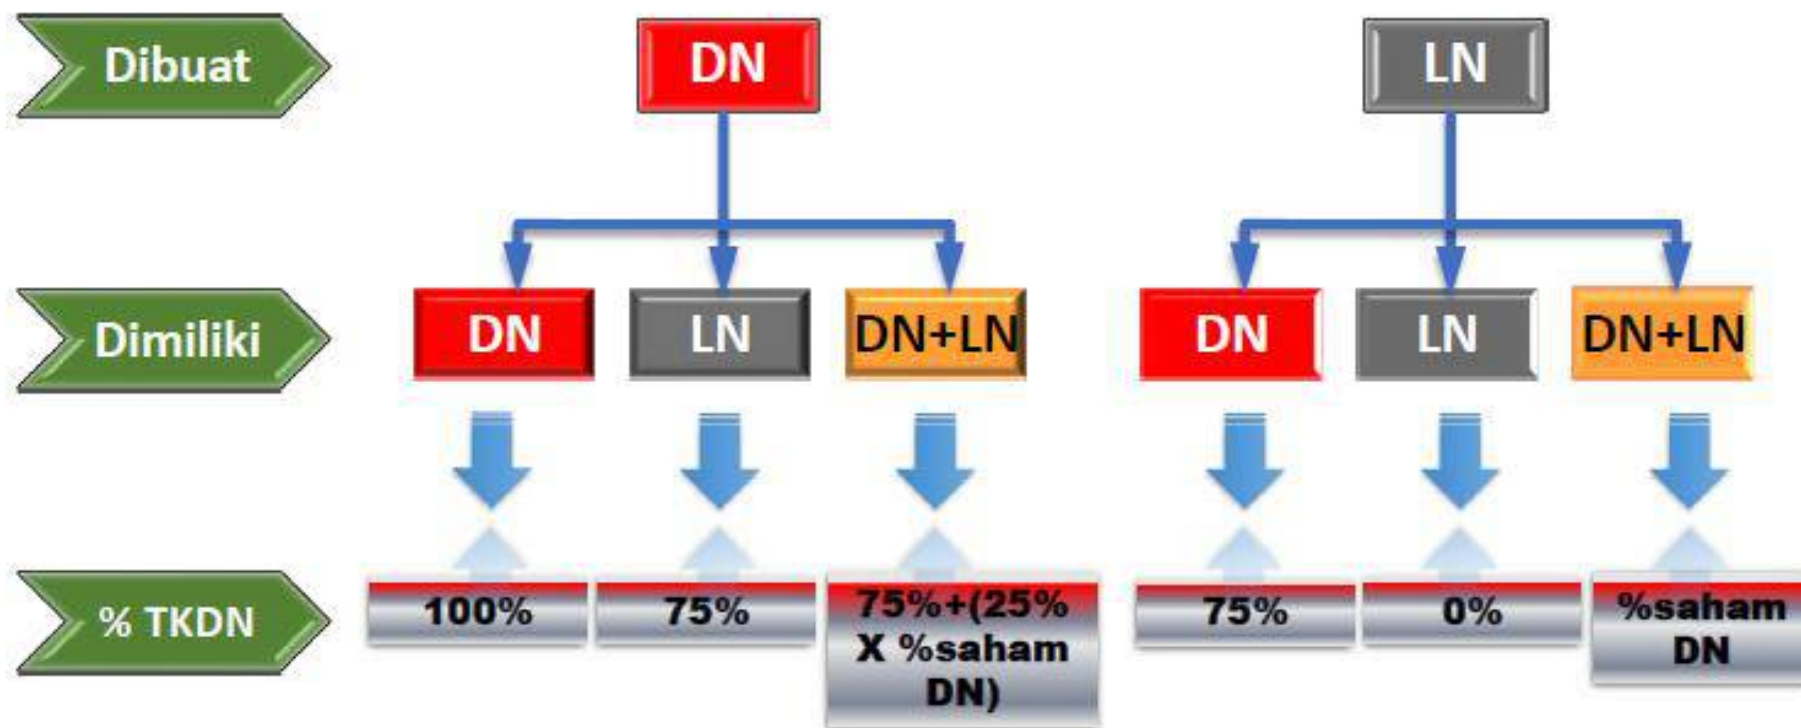 Dibuat
DN
LN
Dimiliki
DN
LN
DN+LN
DN
LN
DN+LN
% TKDN
100%
75%
75%+(25%
X %saham
DN)
75%
0%
%saham
DN